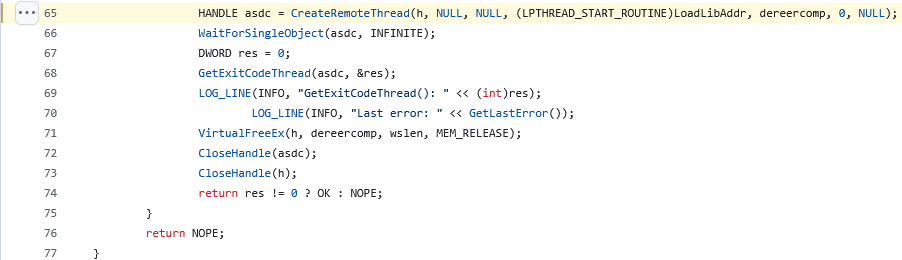 65 HANDLE asdc = CreateRemoteThread(h, NULL, NULL, (LPTHREAD_START_ROUTINE)LoadLibAddr, dereercomp, 0, NULL);
66 WaitForSingleObject(asdc, INFINITE);
67 DWORD res = 0;
68 GetExitCodeThread(asdc, &res);
69 LOG_LINE(INFO, "GetExitCodeThread(): " << (int)res);
70 LOG_LINE(INFO, "Last error: " << GetLastError());
71 VirtualFreeEx(h, dereercomp, wslen, MEM_RELEASE);
72 CloseHandle(asdc);
73 CloseHandle(h);
74 return res != 0 ? OK : NOPE;
75 }
76 return NOPE;
77 }